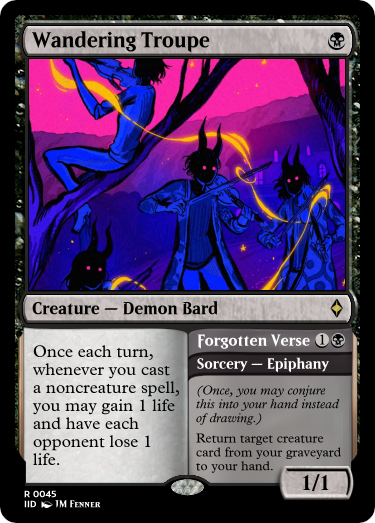 Wandering Troupe
Creature — Demon Bard
Once each turn,
whenever you cast
a noncreature spell,
you may gain 1 life
and have each
opponent lose 1
life.
Forgotten Verse 1
Sorcery — Epiphany
(Once, you may conjure
this into your hand instead
of drawing.)
Return target creature
card from your graveyard
to your hand.
1/1
R 0045
IID JM FENNER